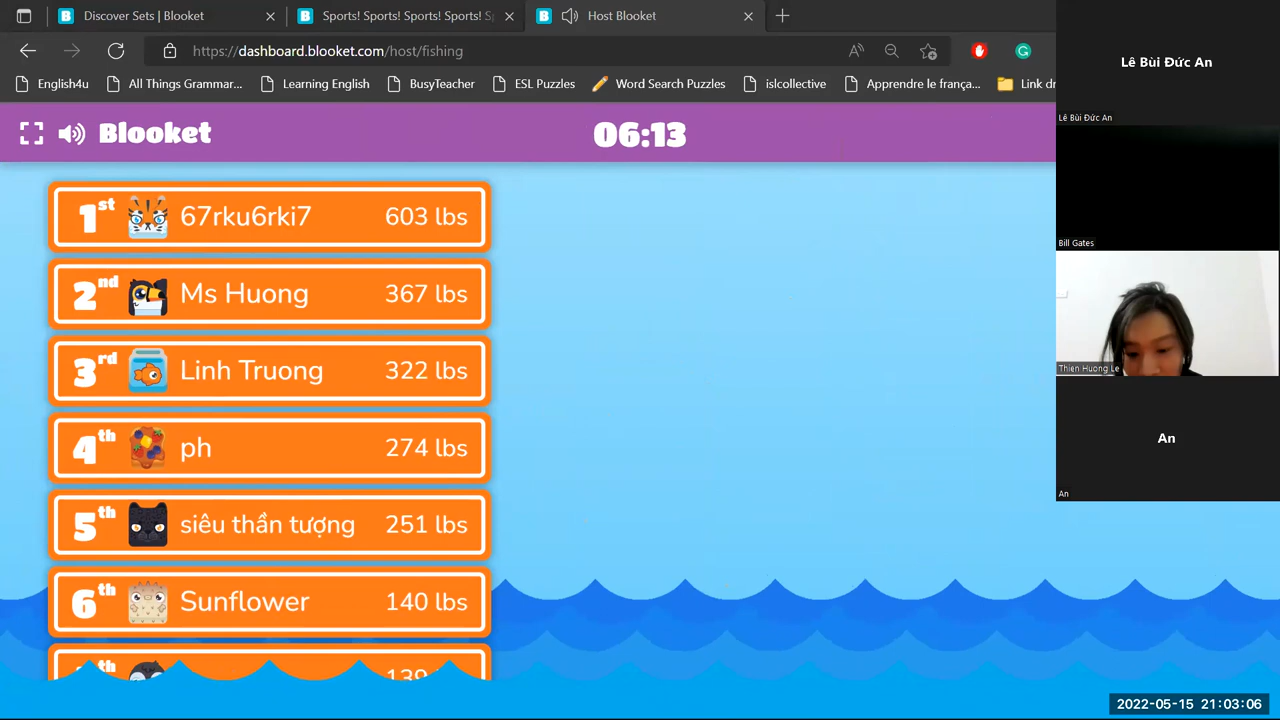 Discover Sets | Blooket
Sports! Sports! Sports! Sports! S
Host Blooket
https://dashboard.blooket.com/host/fishing
English4u
All Things Grammar...
Learning English
BusyTeacher
ESL Puzzles
Word Search Puzzles
islcollective
Apprendre le frança...
Link dr
Blooket
06:13
1st 67rku6rki7 603 lbs
2nd Ms Huong 367 lbs
3rd Linh Truong 322 lbs
4th ph 274 lbs
5th siêu thần tượng 251 lbs
6th Sunflower 140 lbs
139
Lê Bùi Đức An
Lê Bùi Đức An
Bill Gates
Thien Huong Le
An
An
2022-05-15 21:03:06